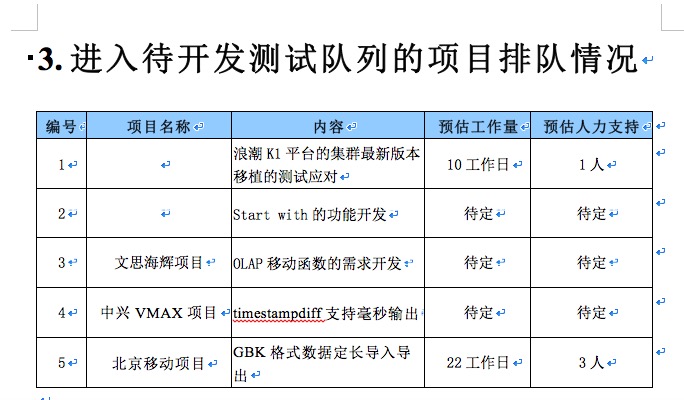 3. 进入待开发测试队列的项目排队情况
编号 项目名称 内容 预估工作量 预估人力支持
1 浪潮 K1 平台的集群最新版本 10 工作日 1 人
移植的测试应对
2 Start with 的功能开发 待定 待定
3 文思海辉项目 OLAP 移动函数的需求开发 待定 待定
4 中兴 VMAX 项目 timestampdiff 支持毫秒输出 待定 待定
5 北京移动项目 GBK 格式数据定长导入导 22 工作日 3 人
出